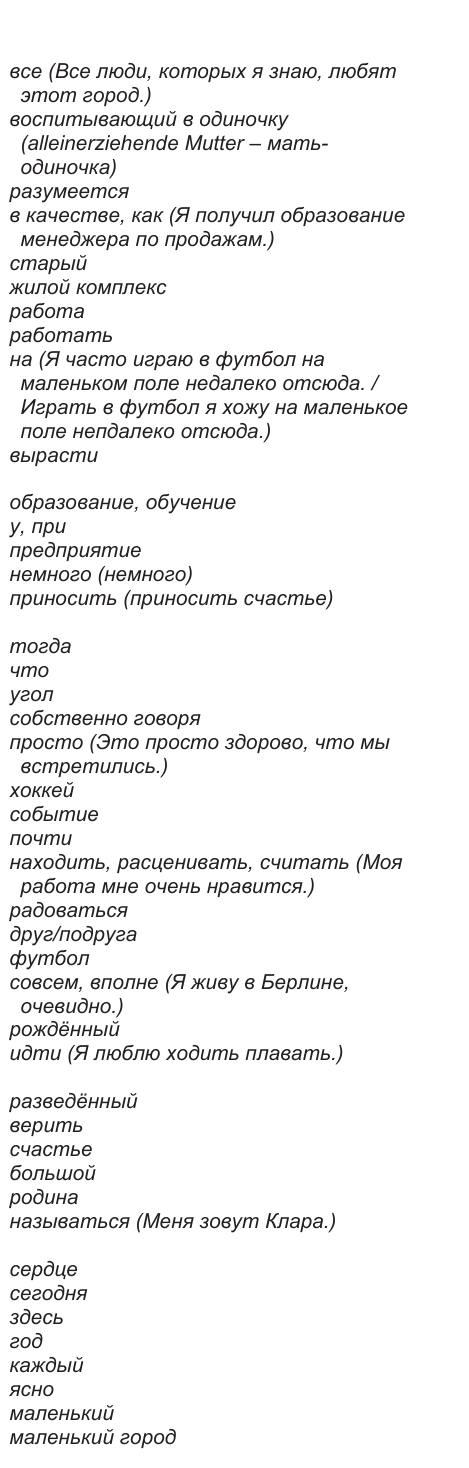 все (Все люди, которых я знаю, любят
этот город.)
воспитывающий в одиночку
(alleinerziehende Mutter – мать-
одиночка)
разумеется
в качестве, как (Я получил образование
менеджера по продажам.)
старый
жилой комплекс
работа
работать
на (Я часто играю в футбол на
маленьком поле недалеко отсюда. /
Играть в футбол я хожу на маленькое
поле непдалеко отсюда.)
вырасти
образование, обучение
у, при
предприятие
немного (немного)
приносить (приносить счастье)
тогда
что
угол
собственно говоря
просто (Это просто здорово, что мы
встретились.)
хоккей
событие
почти
находить, расценивать, считать (Моя
работа мне очень нравится.)
радоваться
друг/подруга
футбол
совсем, вполне (Я живу в Берлине,
очевидно.)
рождённый
идти (Я люблю ходить плавать.)
разведённый
верить
счастье
большой
родина
называться (Меня зовут Клара.)
сердце
сегодня
здесь
год
каждый
ясно
маленький
маленький город